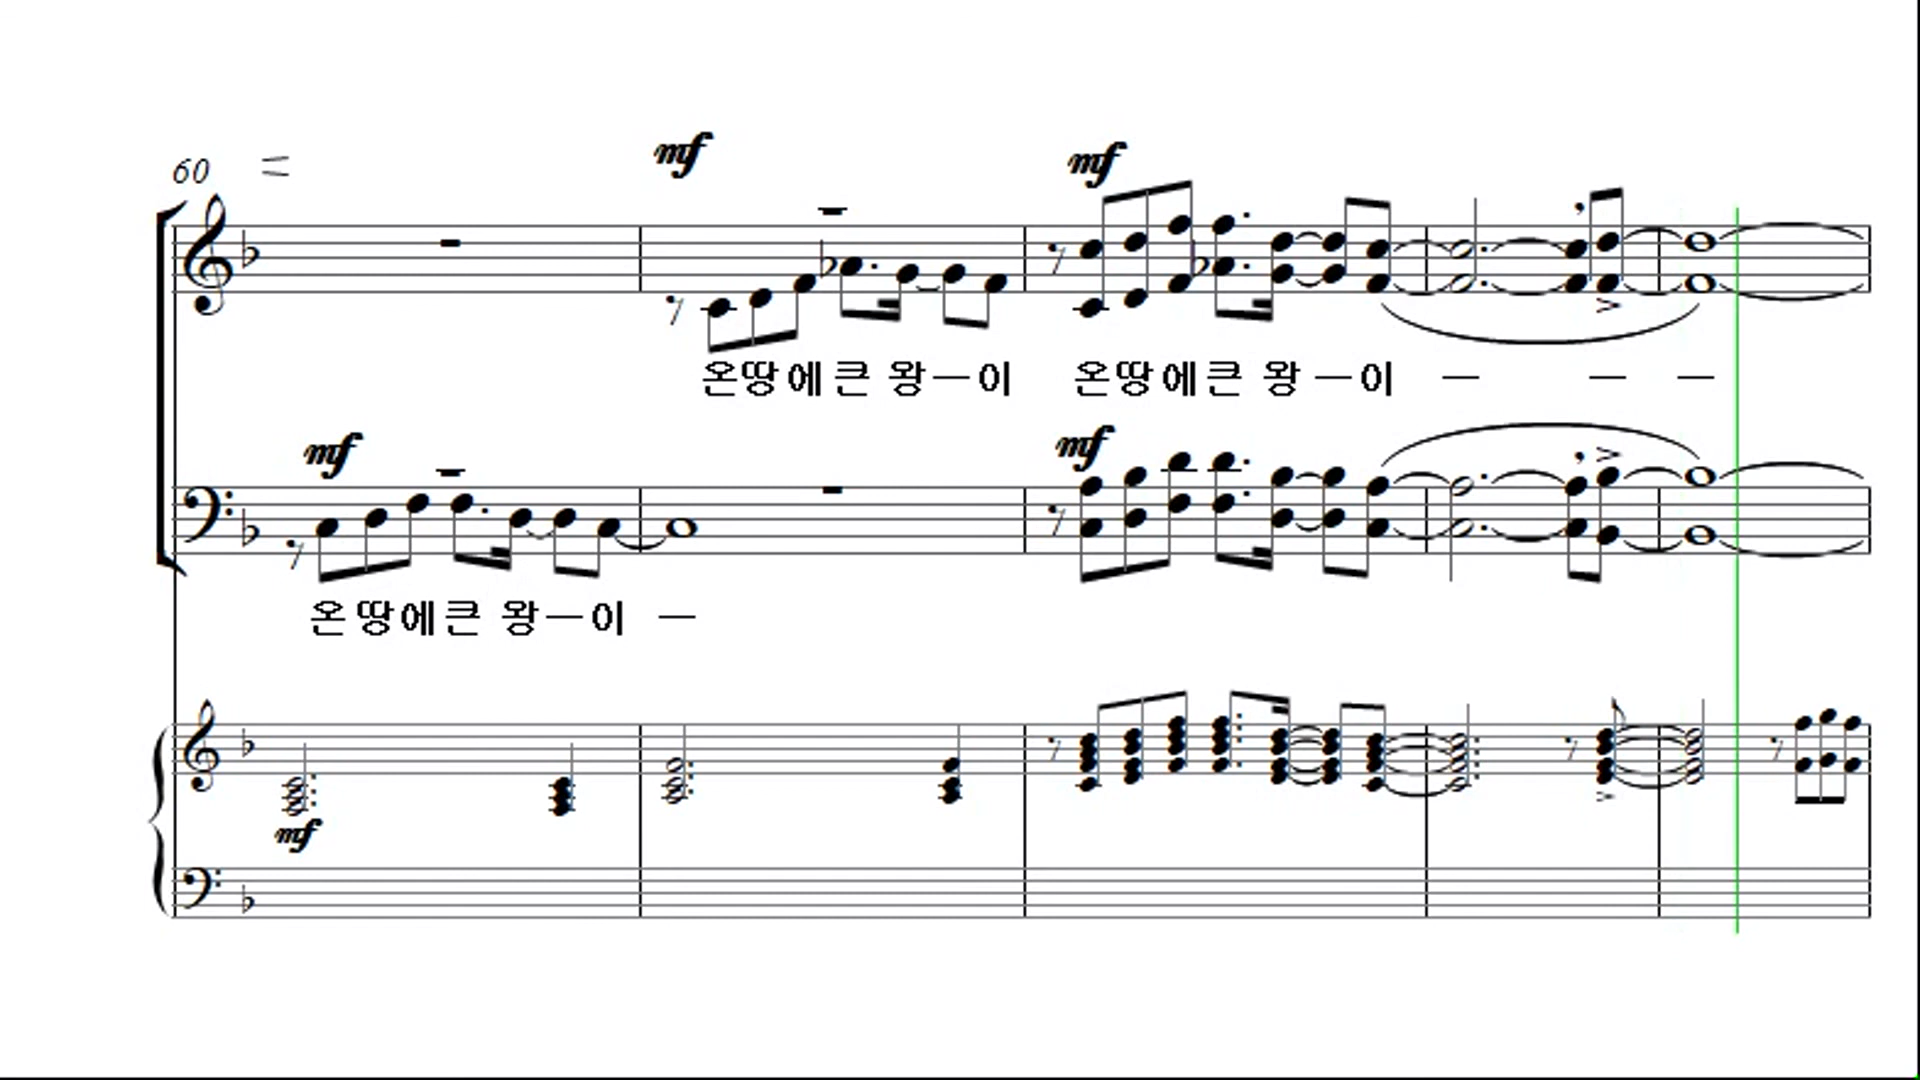 60
mf
mf
온땅에큰 왕—이 온땅에큰 왕—이 — — —
mf
mf
온땅에큰 왕—이 —
mf